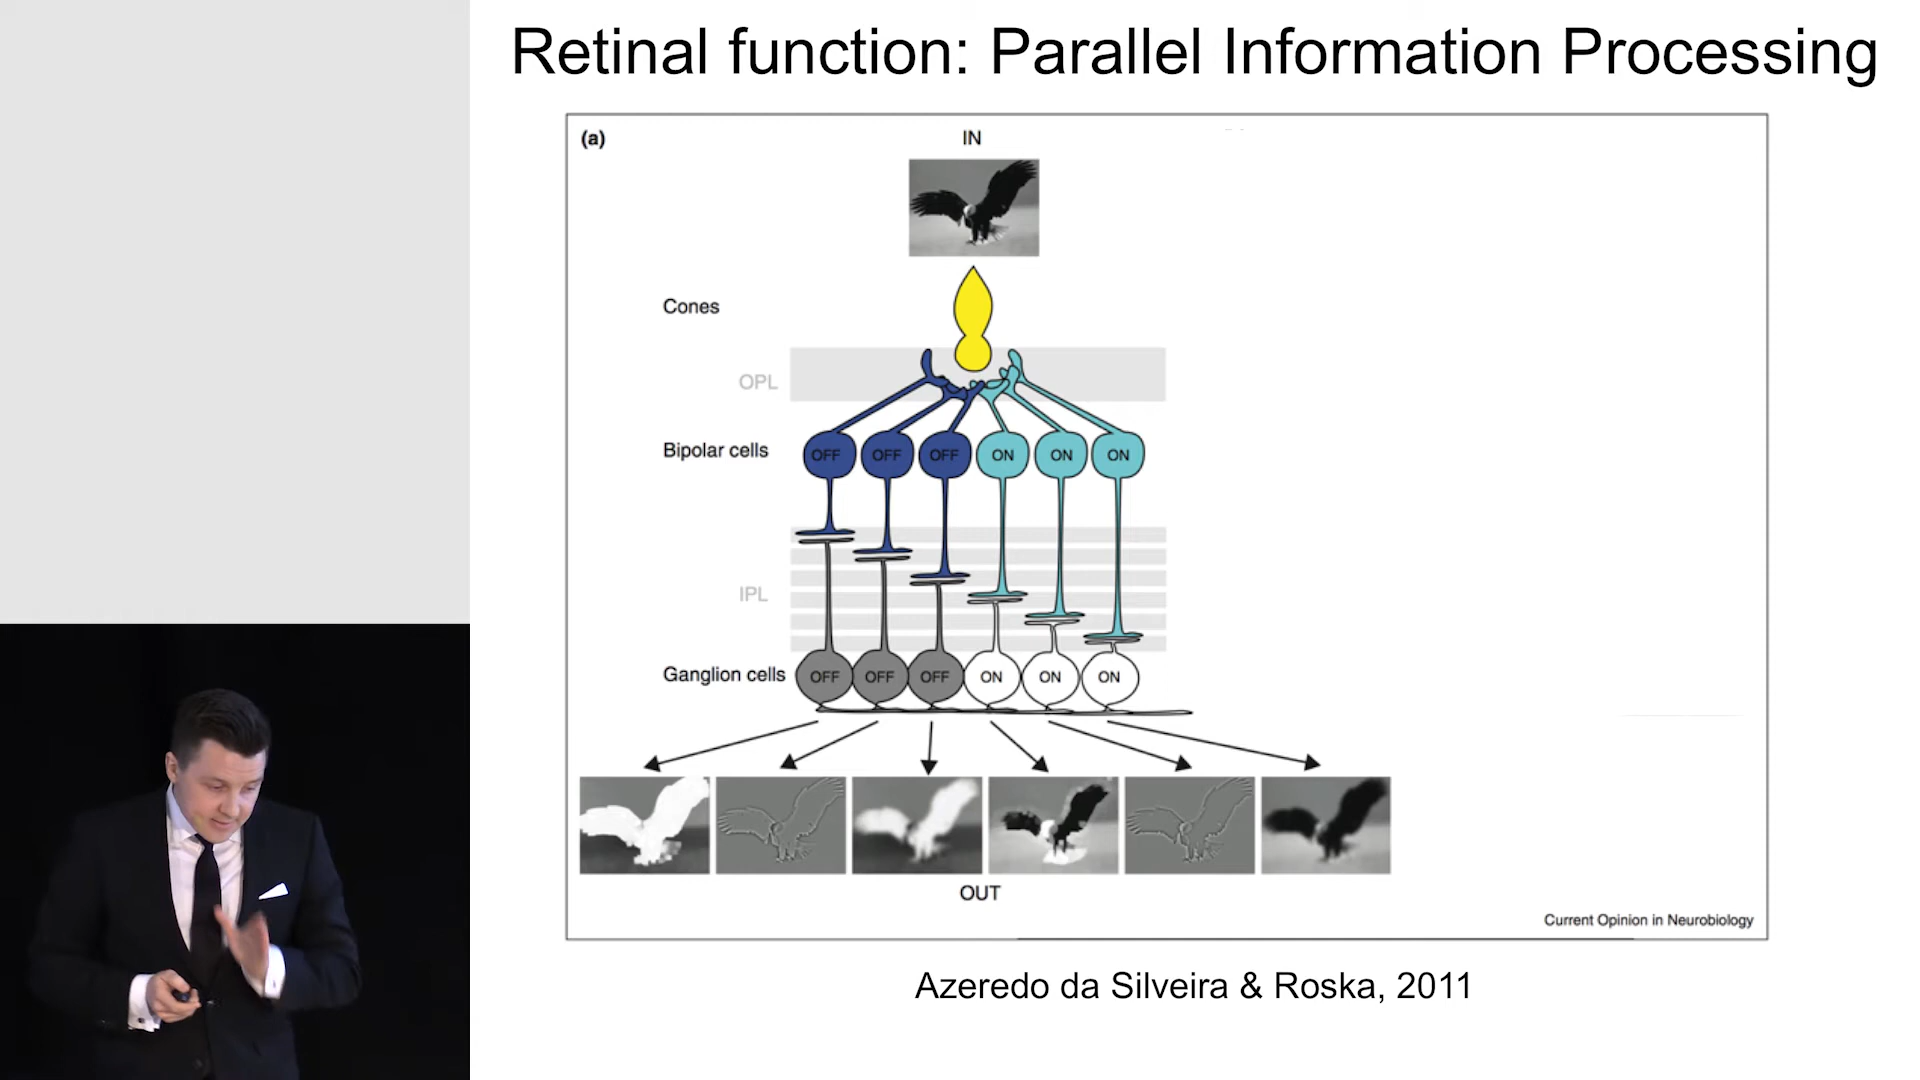 Retinal function: Parallel Information Processing
(a)
IN
Cones
OPL
Bipolar cells
OFF OFF OFF ON ON ON
IPL
Ganglion cells
OFF OFF OFF ON ON ON
OUT
Current Opinion in Neurobiology
Azeredo da Silveira & Roska, 2011